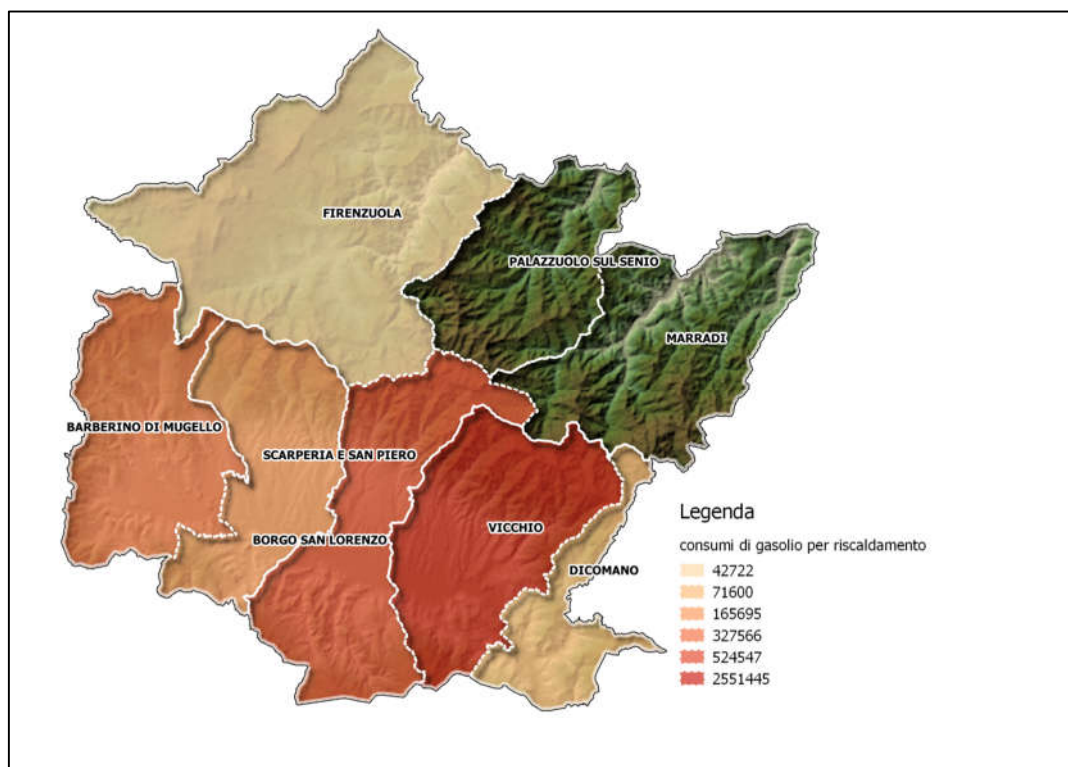 FIRENZUOLA
PALAZZUOLO SUL SENIO
MARRADI
BARBERINO DI MUGELLO
SCARPERIA E SAN PIERO
VICCHIO
BORGO SAN LORENZO
DICOMANO
Legenda
consumi di gasolio per riscaldamento
42722
71600
165695
327566
524547
2551445